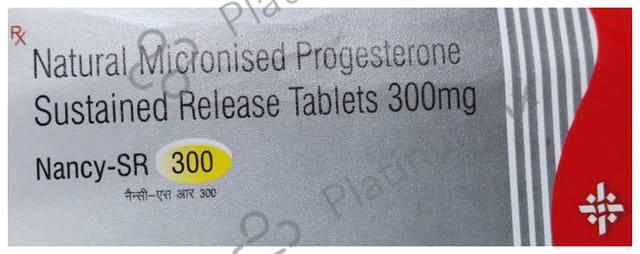 Rx
Natural Micronised Progesterone
Sustained Release Tablets 300mg
Nancy-SR 300
नैन्सी-एस आर 300